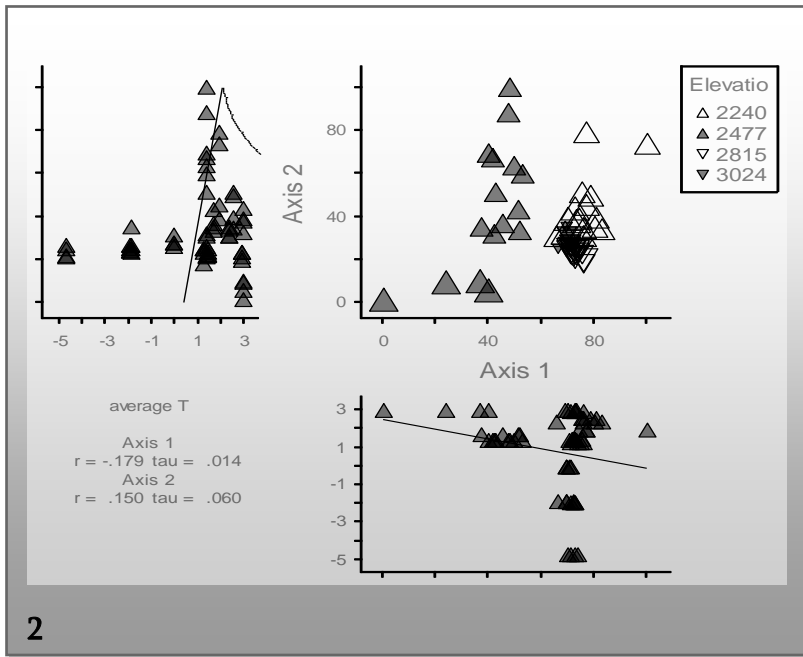 Axis 2
80
40
0
0
40
80
Axis 1
-5
-3
-1
1
3
Elevatio
2240
2477
2815
3024
average T
Axis 1
r = -.179 tau = .014
Axis 2
r = .150 tau = .060
3
1
-1
-3
-5
2